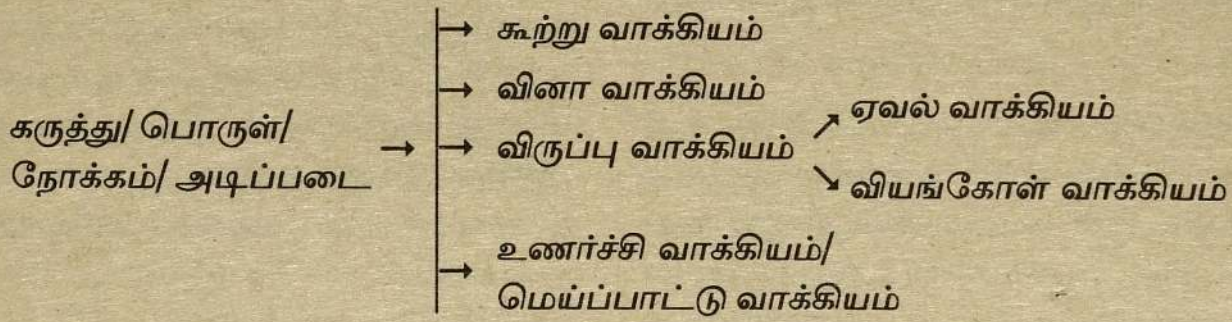 கூற்று வாக்கியம்
வினா வாக்கியம்
கருத்து/ பொருள்/
நோக்கம்/ அடிப்படை
→
→ விருப்பு வாக்கியம்
ஏவல் வாக்கியம்
வியங்கோள் வாக்கியம்
உணர்ச்சி வாக்கியம்/
மெய்ப்பாட்டு வாக்கியம்